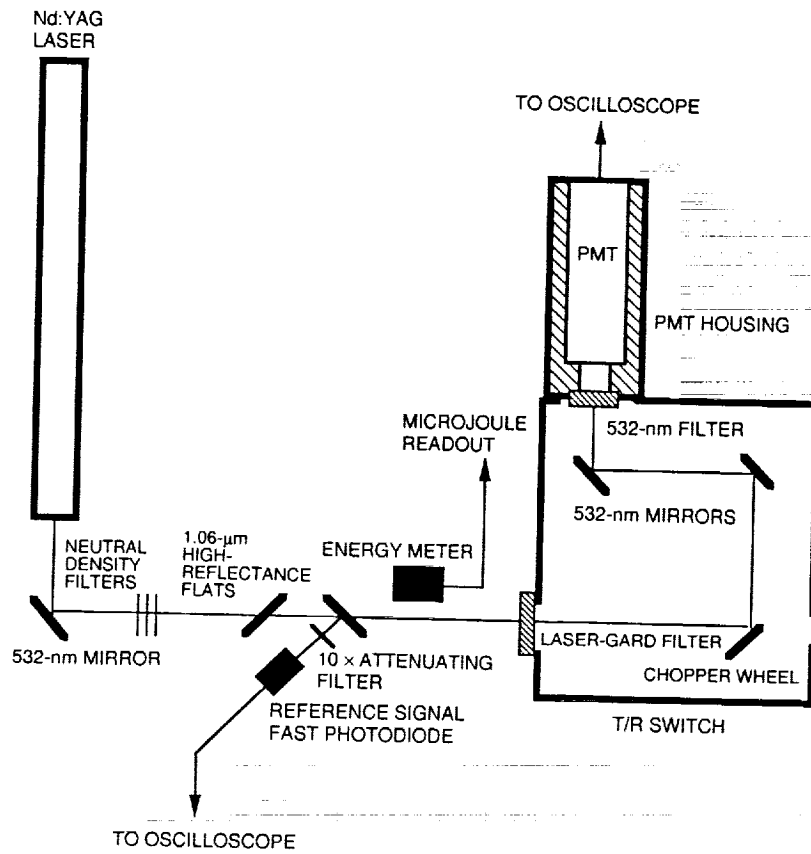 Nd:YAG
LASER
TO OSCILLOSCOPE
PMT
PMT HOUSING
MICROJOULE
READOUT
532-nm FILTER
532-nm MIRRORS
NEUTRAL
DENSITY
FILTERS
1.06-μm
HIGH-
REFLECTANCE
FLATS
ENERGY METER
LASER-GARD FILTER
532-nm MIRROR
10 × ATTENUATING
FILTER
CHOPPER WHEEL
REFERENCE SIGNAL
FAST PHOTODIODE
T/R SWITCH
TO OSCILLOSCOPE